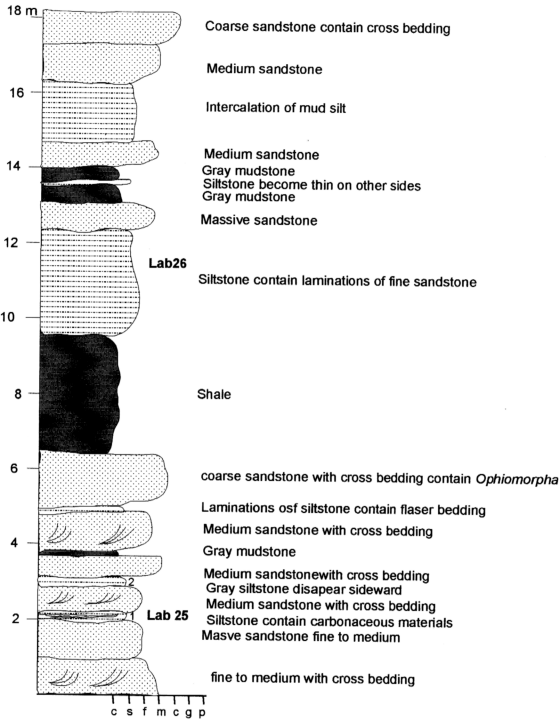 18 m
Coarse sandstone contain cross bedding
Medium sandstone
16
Intercalation of mud silt
Medium sandstone
14
Gray mudstone
Siltstone become thin on other sides
Gray mudstone
Massive sandstone
12
Lab26
Siltstone contain laminations of fine sandstone
10
8
Shale
6
coarse sandstone with cross bedding contain Ophiomorpha
Laminations osf siltstone contain flaser bedding
Medium sandstone with cross bedding
4
Gray mudstone
Medium sandstonewith cross bedding
2
Gray siltstone disapear sideward
Medium sandstone with cross bedding
1
Lab 25
2
Siltstone contain carbonaceous materials
Masve sandstone fine to medium
fine to medium with cross bedding
c s f m c g p